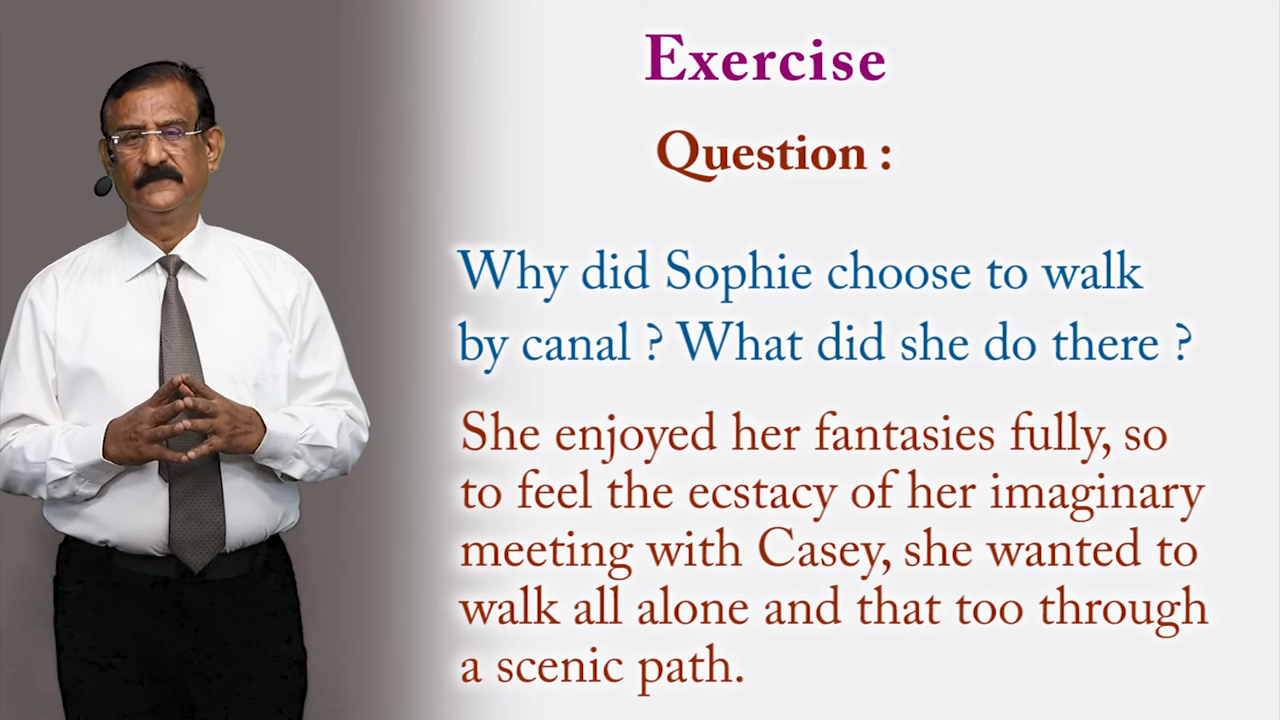 Exercise
Question :
Why did Sophie choose to walk
by canal ? What did she do there ?
She enjoyed her fantasies fully, so
to feel the ecstacy of her imaginary
meeting with Casey, she wanted to
walk all alone and that too through
a scenic path.